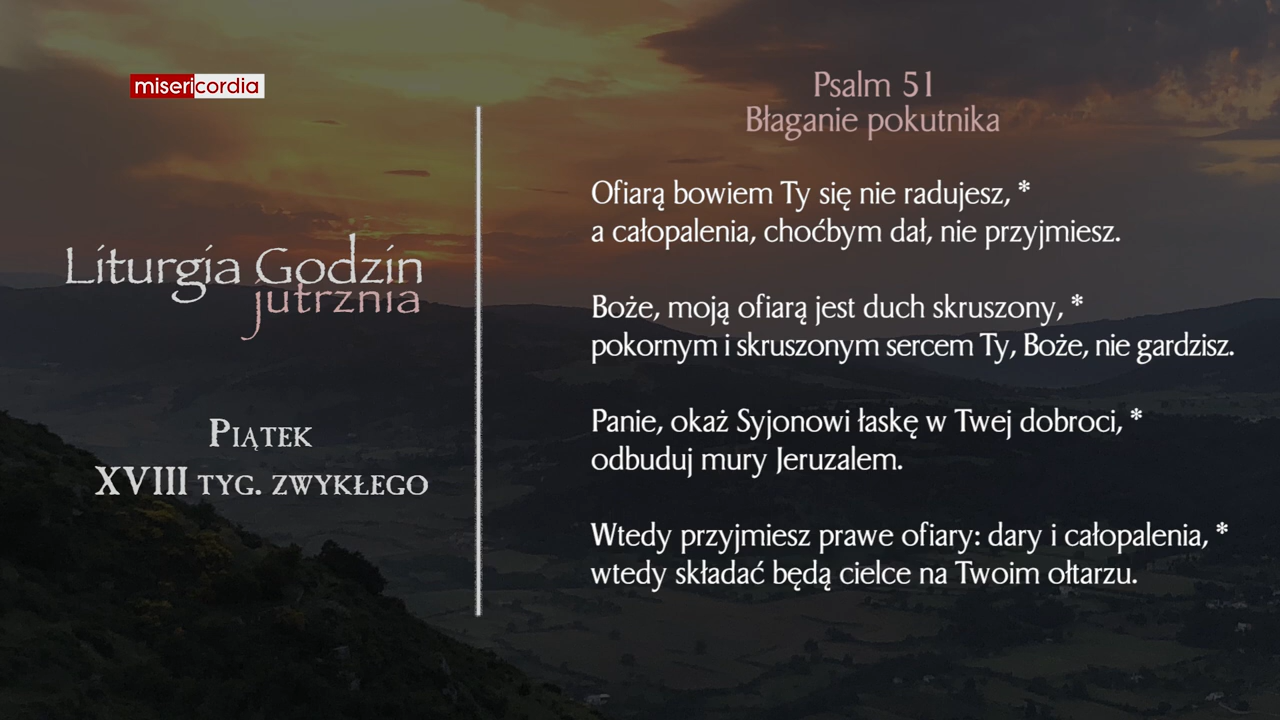 misericordia
Liturgia Godzin
jutrznia
Piątek
XVIII tyg. zwykłego
Psalm 51
Błaganie pokutnika
Ofiarą bowiem Ty się nie radujesz, *
a całopalenia, choćbym dał, nie przyjmiesz.
Boże, moją ofiarą jest duch skruszony, *
pokornym i skruszonym sercem Ty, Boże, nie gardzisz.
Panie, okaż Syjonowi łaskę w Twej dobroci, *
odbuduj mury Jeruzalem.
Wtedy przyjmiesz prawe ofiary: dary i całopalenia, *
wtedy składać będą cielce na Twoim ołtarzu.